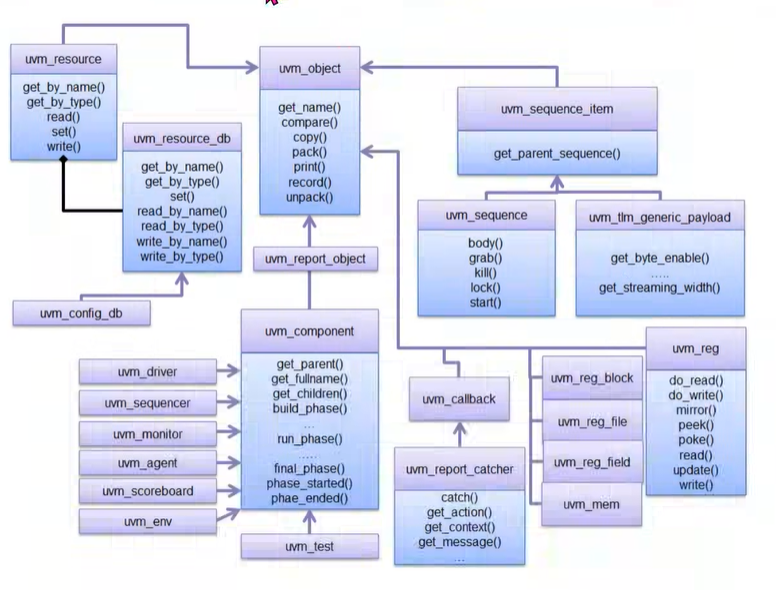 uvm_resource
get_by_name()
get_by_type()
read()
set()
write()
uvm_resource_db
get_by_name()
get_by_type()
set()
read_by_name()
read_by_type()
write_by_name()
write_by_type()
uvm_config_db
uvm_object
get_name()
compare()
copy()
pack()
print()
record()
unpack()
uvm_report_object
uvm_sequence_item
get_parent_sequence()
uvm_sequence
body()
grab()
kill()
lock()
start()
uvm_tlm_generic_payload
get_byte_enable()
.....
get_streaming_width()
uvm_component
get_parent()
get_fullname()
get_children()
build_phase()
...
run_phase()
.....
final_phase()
phase_started()
phae_ended()
uvm_driver
uvm_sequencer
uvm_monitor
uvm_agent
uvm_scoreboard
uvm_env
uvm_test
uvm_callback
uvm_report_catcher
catch()
get_action()
get_context()
get_message()
...
uvm_reg_block
uvm_reg_file
uvm_reg_field
uvm_mem
uvm_reg
do_read()
do_write()
mirror()
peek()
poke()
read()
update()
write()